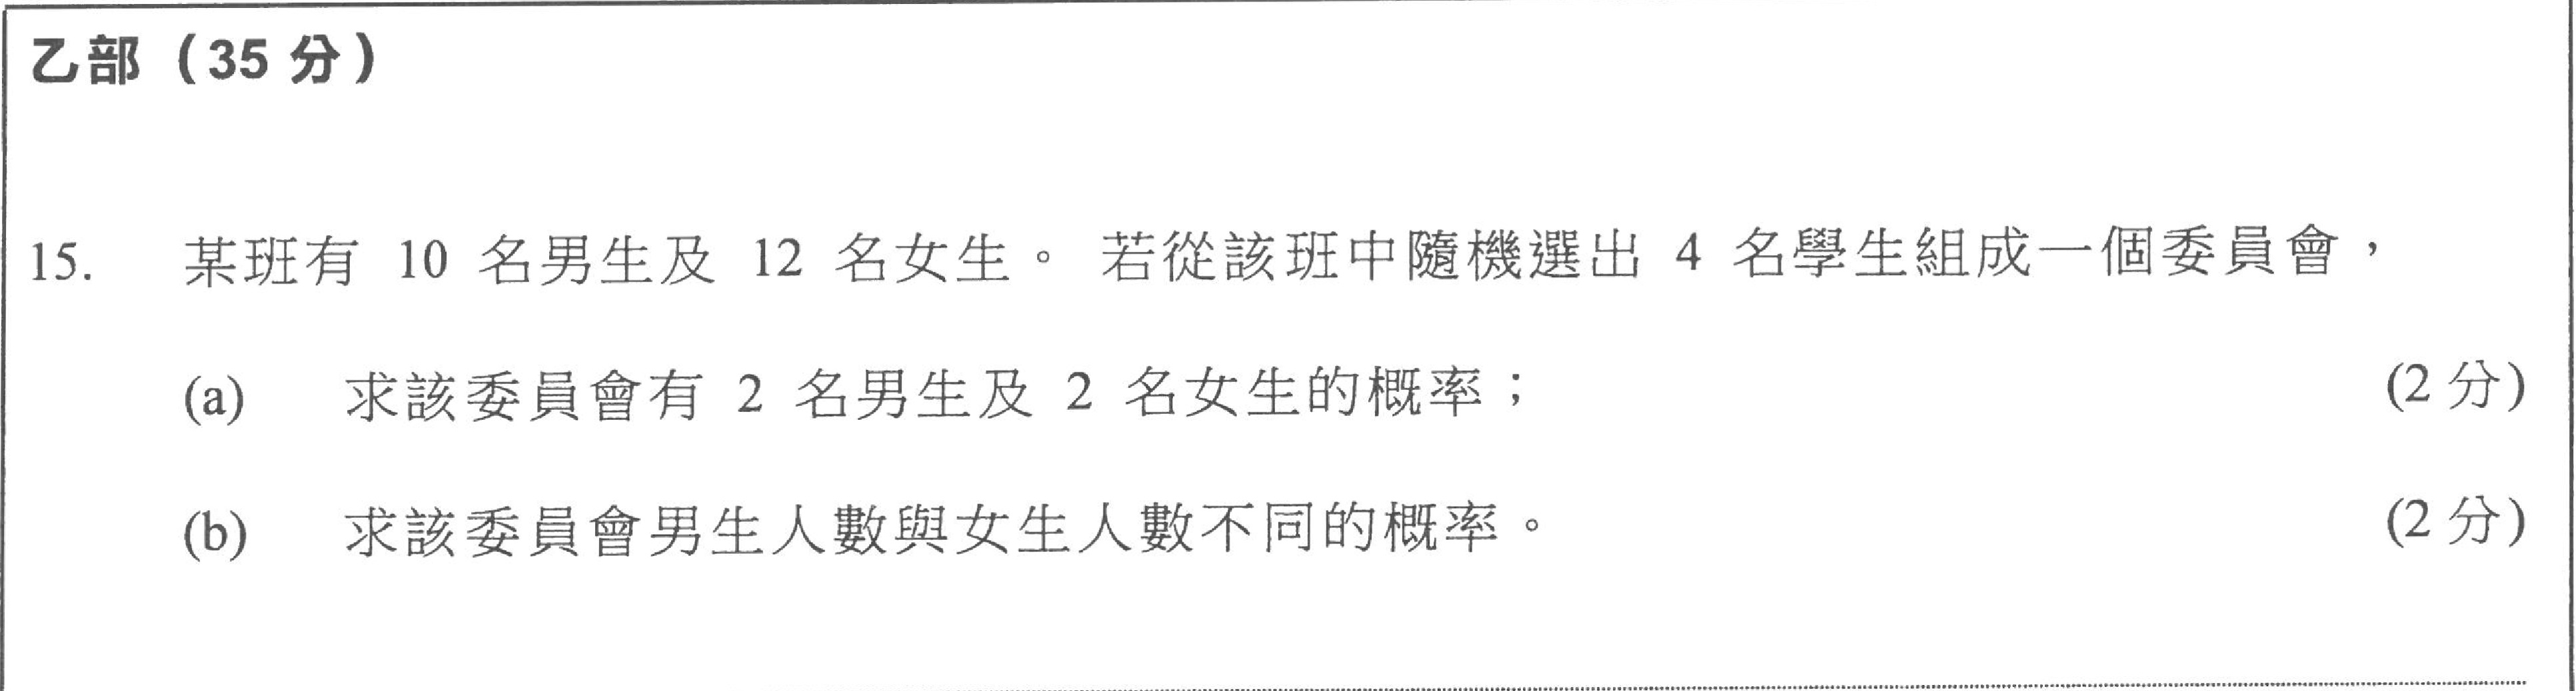 乙部（35 分）
15. 某班有 10 名男生及 12 名女生。 若從該班中隨機選出 4 名學生組成一個委員會，
(a) 求該委員會有 2 名男生及 2 名女生的概率； (2 分)
(b) 求該委員會男生人數與女生人數不同的概率。 (2 分)